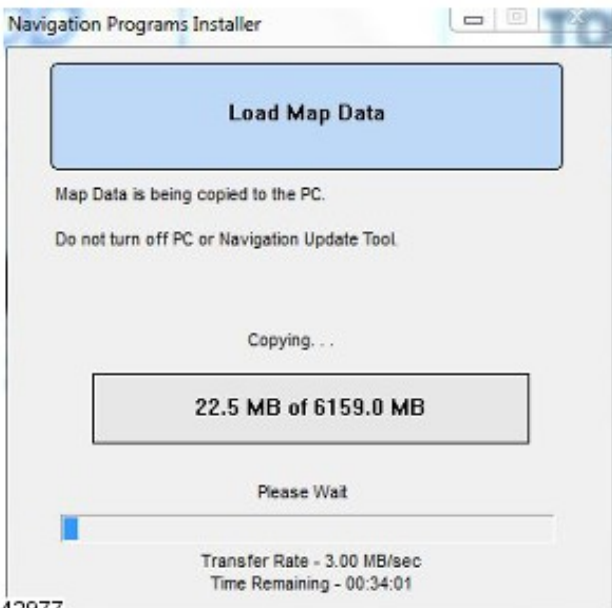 Navigation Programs Installer
Load Map Data
Map Data is being copied to the PC.
Do not turn off PC or Navigation Update Tool.
Copying. . .
22.5 MB of 6159.0 MB
Please Wait
Transfer Rate - 3.00 MB/sec
Time Remaining - 00:34:01